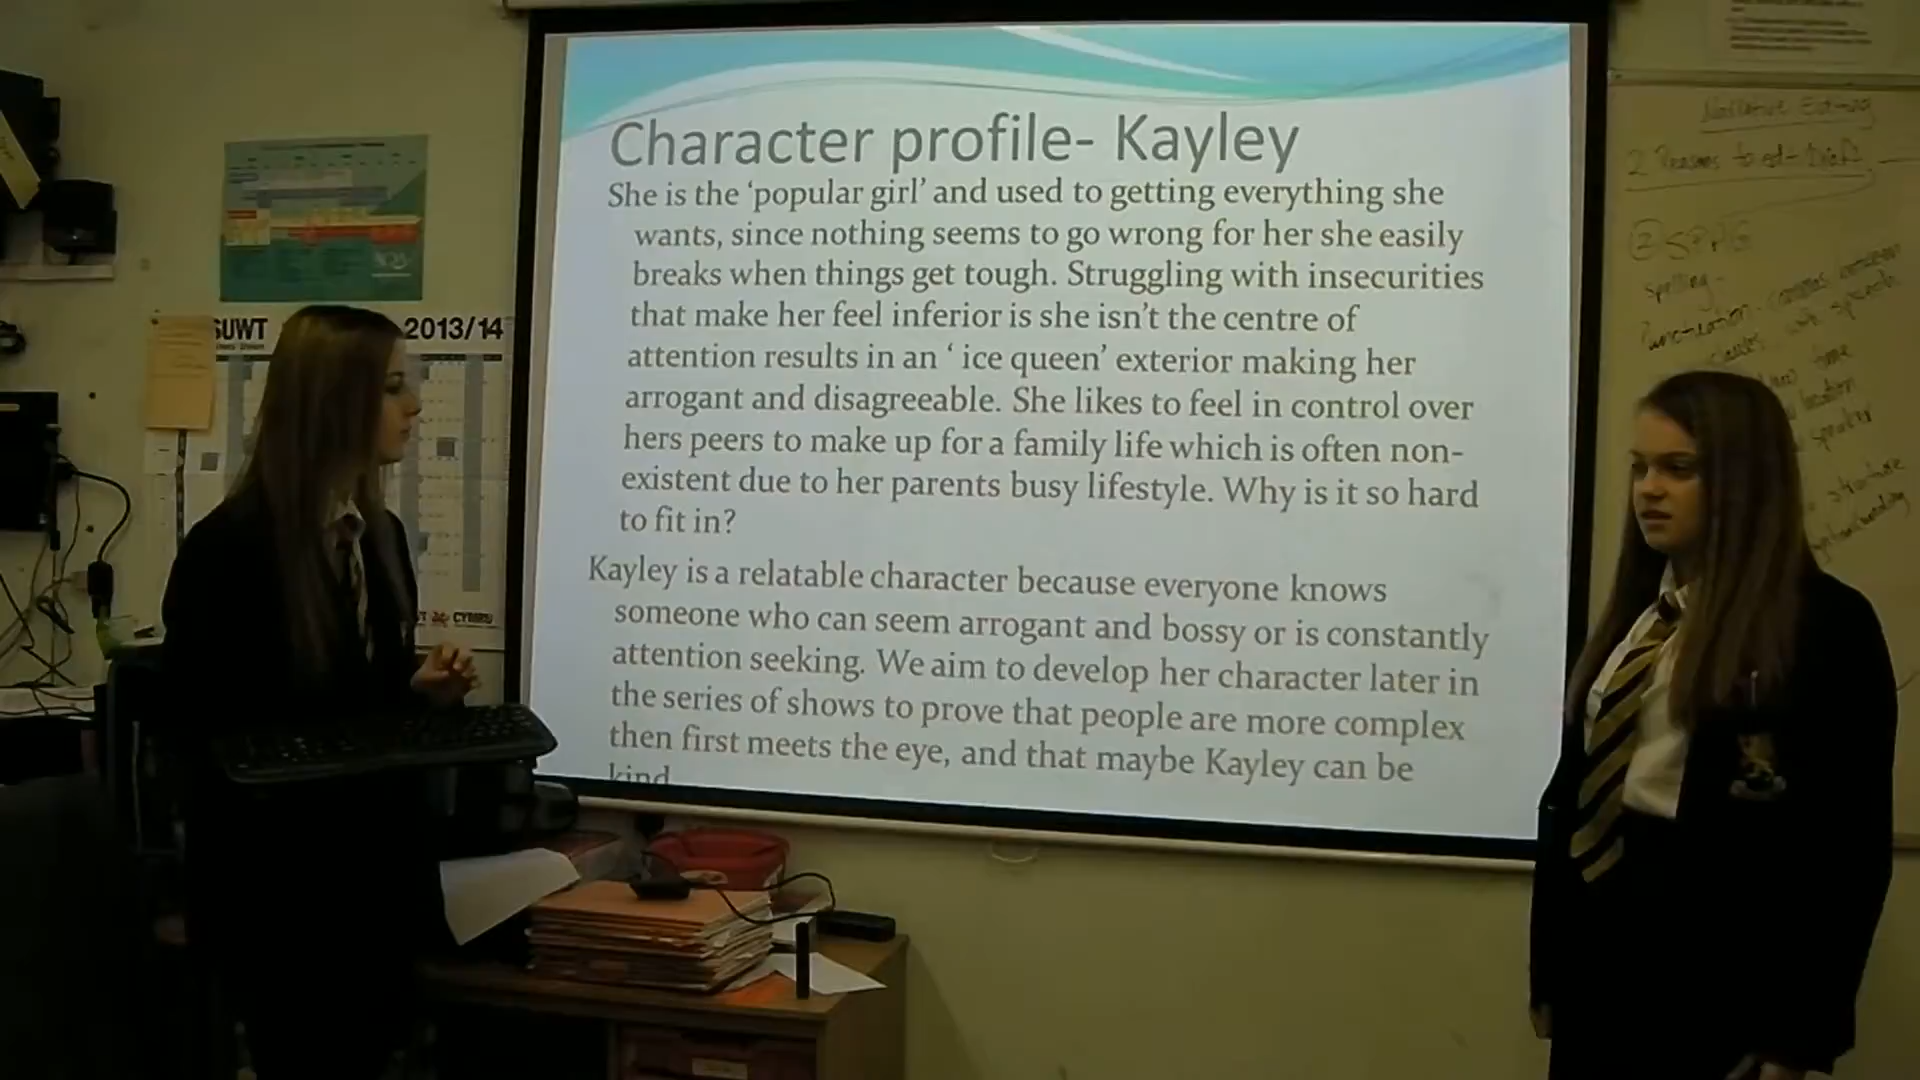 Character profile- Kayley
She is the ‘popular girl’ and used to getting everything she
wants, since nothing seems to go wrong for her she easily
breaks when things get tough. Struggling with insecurities
that make her feel inferior is she isn’t the centre of
attention results in an ‘ ice queen’ exterior making her
arrogant and disagreeable. She likes to feel in control over
hers peers to make up for a family life which is often non-
existent due to her parents busy lifestyle. Why is it so hard
to fit in?
Kayley is a relatable character because everyone knows
someone who can seem arrogant and bossy or is constantly
attention seeking. We aim to develop her character later in
the series of shows to prove that people are more complex
then first meets the eye, and that maybe Kayley can be
kind
SUWT 2013/14
CYMRU
2 Reasons to
spelling-
Punctuation